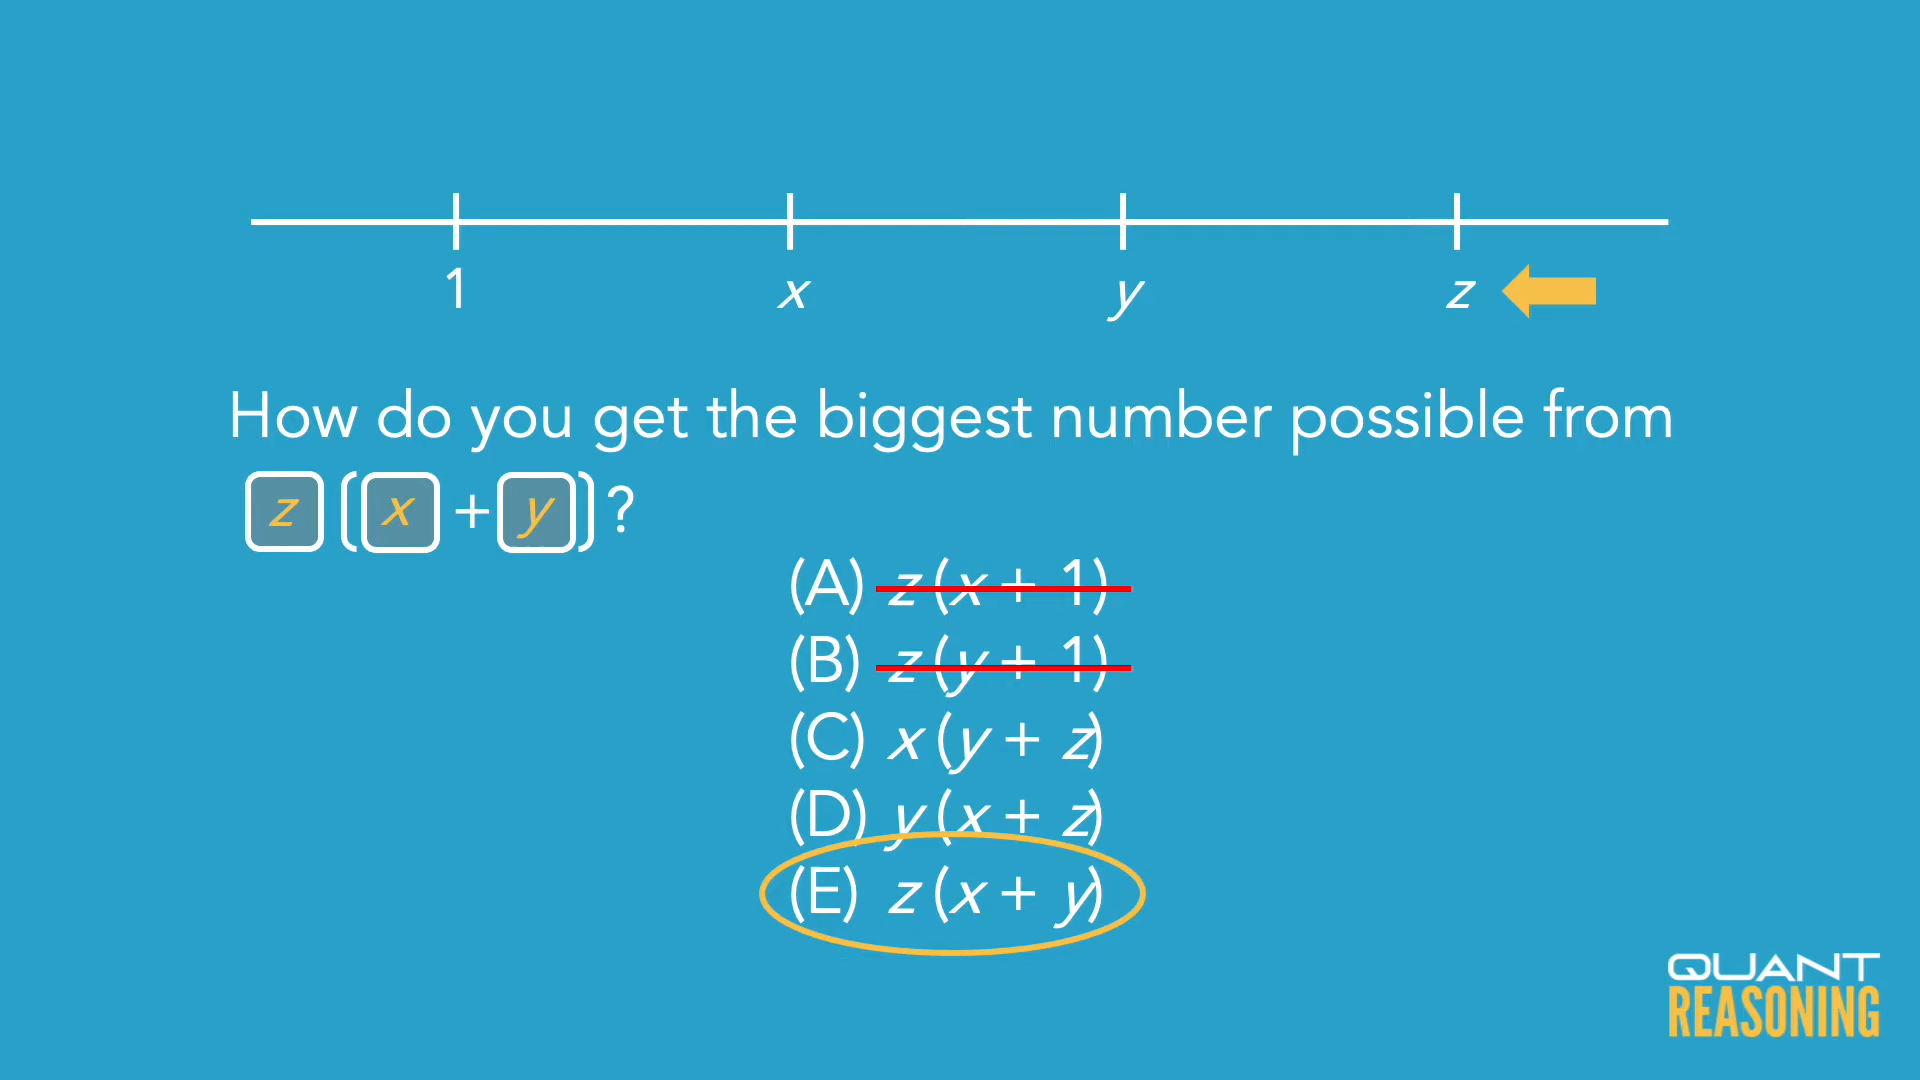 1 x y z
How do you get the biggest number possible from
z (x + y)?
(A) z (x + 1)
(B) z (y + 1)
(C) x (y + z)
(D) y (x + z)
(E) z (x + y)
QUANT
REASONING